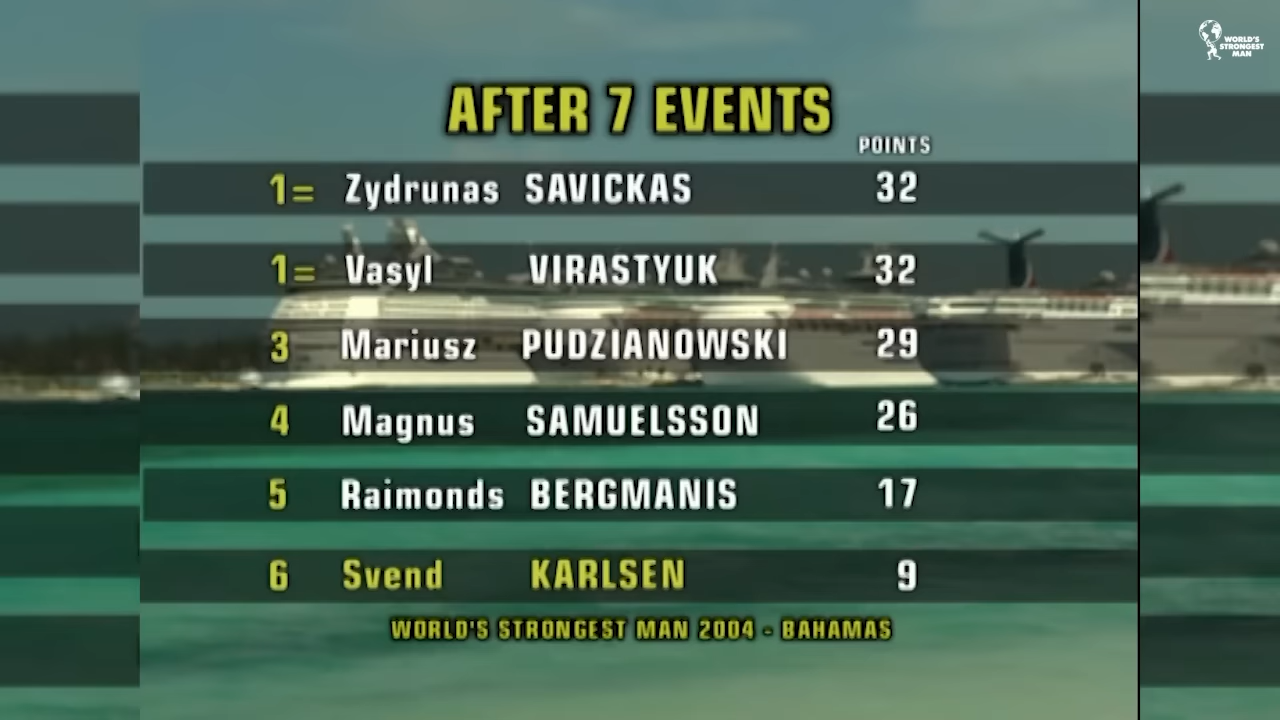 WORLD'S
STRONGEST
MAN
AFTER 7 EVENTS
POINTS
1= Zydrunas SAVICKAS 32
1= Vasyl VIRASTYUK 32
3 Mariusz PUDZIANOWSKI 29
4 Magnus SAMUELSSON 26
5 Raimonds BERGMANIS 17
6 Svend KARLSEN 9
WORLD'S STRONGEST MAN 2004 - BAHAMAS